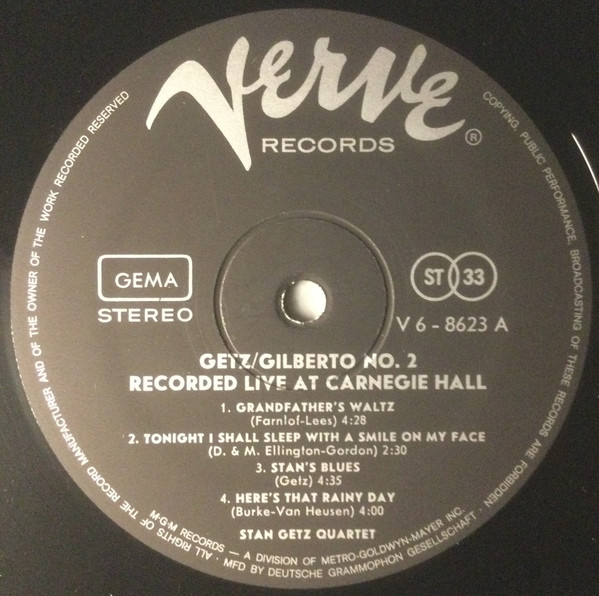 Verve
RECORDS ®
GEMA
STEREO
ST 33
V 6 - 8623 A
GETZ/GILBERTO NO. 2
RECORDED LIVE AT CARNEGIE HALL
1. GRANDFATHER'S WALTZ
(Farnlof-Lees) 4:28
2. TONIGHT I SHALL SLEEP WITH A SMILE ON MY FACE
(D. & M. Ellington-Gordon) 2:30
3. STAN'S BLUES
(Getz) 4:35
4. HERE'S THAT RAINY DAY
(Burke-Van Heusen) 4:00
STAN GETZ QUARTET
M•G•M RECORDS — A DIVISION OF METRO-GOLDWYN-MAYER INC.
· ALL RIGHTS OF THE RECORD MANUFACTURER AND OF THE OWNER OF THE WORK RECORDED RESERVED
COPYING, PUBLIC PERFORMANCE, BROADCASTING OF THESE RECORDS ARE FORBIDDEN · MFD BY DEUTSCHE GRAMMOPHON GESELLSCHAFT ·